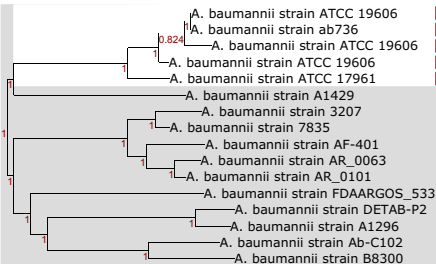 A. baumannii strain ATCC 19606
1
A. baumannii strain ab736
0.824
A. baumannii strain ATCC 19606
1
A. baumannii strain ATCC 19606
1
A. baumannii strain ATCC 17961
1
A. baumannii strain A1429
A. baumannii strain 3207
1
1
A. baumannii strain 7835
1
A. baumannii strain AF-401
1
A. baumannii strain AR_0063
1
1
A. baumannii strain AR_0101
1
A. baumannii strain FDAARGOS_533
1
A. baumannii strain DETAB-P2
1
1
A. baumannii strain A1296
A. baumannii strain Ab-C102
1
A. baumannii strain B8300